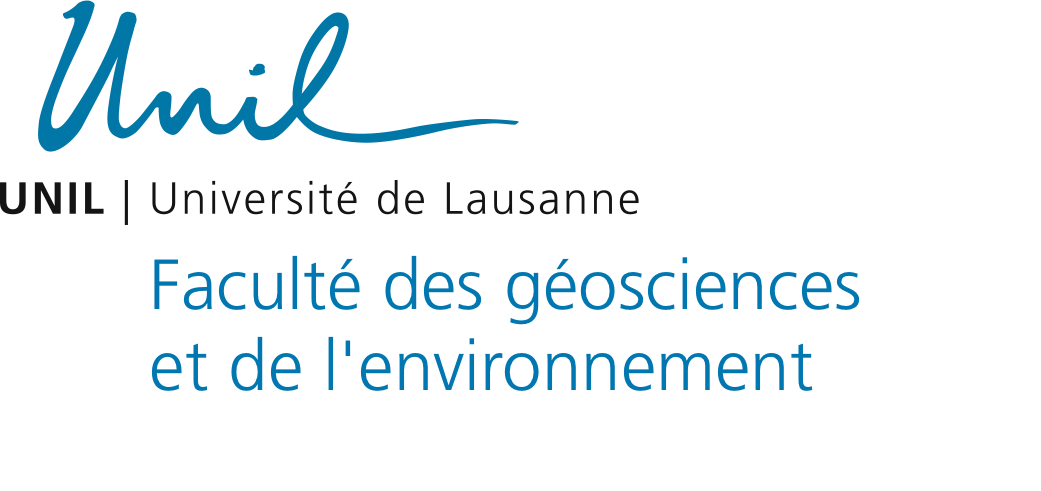 Unil
UNIL | Université de Lausanne
Faculté des géosciences
et de l'environnement